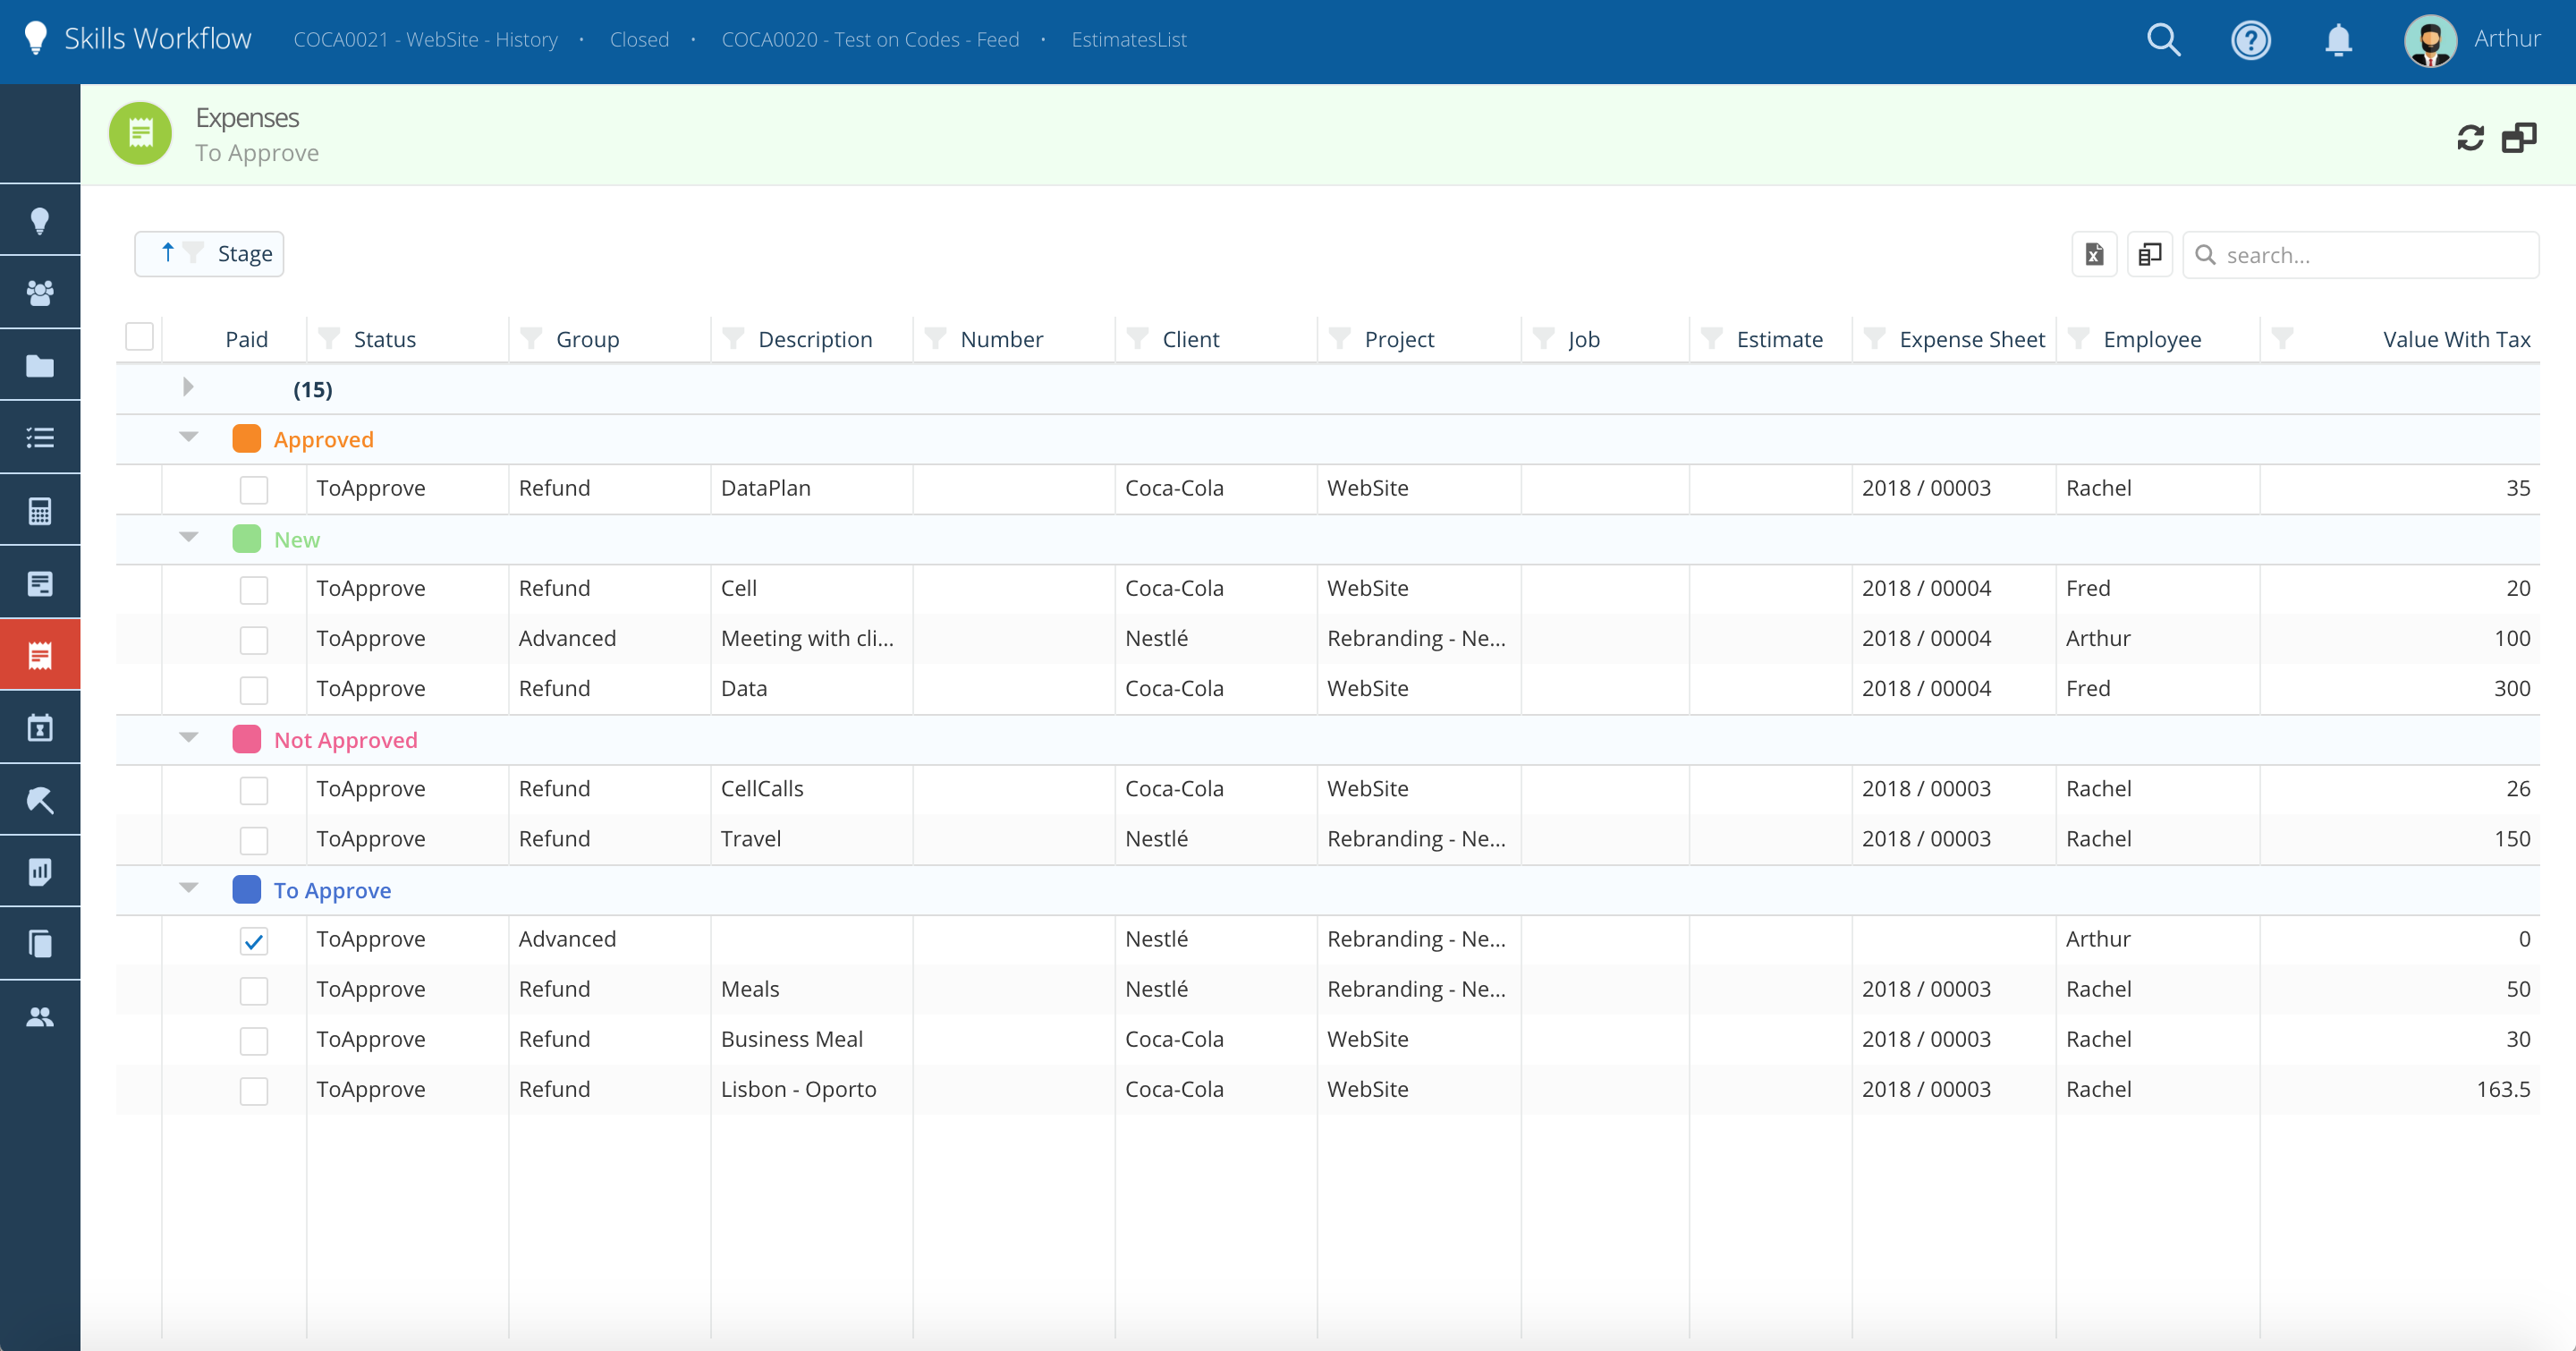 Skills Workflow COCA0021 - WebSite - History • Closed • COCA0020 - Test on Codes - Feed • EstimatesList Arthur
Expenses
To Approve
Stage search...
Paid Status Group Description Number Client Project Job Estimate Expense Sheet Employee Value With Tax
(15)
Approved
ToApprove Refund DataPlan Coca-Cola WebSite 2018 / 00003 Rachel 35
New
ToApprove Refund Cell Coca-Cola WebSite 2018 / 00004 Fred 20
ToApprove Advanced Meeting with cli... Nestlé Rebranding - Ne... 2018 / 00004 Arthur 100
ToApprove Refund Data Coca-Cola WebSite 2018 / 00004 Fred 300
Not Approved
ToApprove Refund CellCalls Coca-Cola WebSite 2018 / 00003 Rachel 26
ToApprove Refund Travel Nestlé Rebranding - Ne... 2018 / 00003 Rachel 150
To Approve
ToApprove Advanced Nestlé Rebranding - Ne... Arthur 0
ToApprove Refund Meals Nestlé Rebranding - Ne... 2018 / 00003 Rachel 50
ToApprove Refund Business Meal Coca-Cola WebSite 2018 / 00003 Rachel 30
ToApprove Refund Lisbon - Oporto Coca-Cola WebSite 2018 / 00003 Rachel 163.5